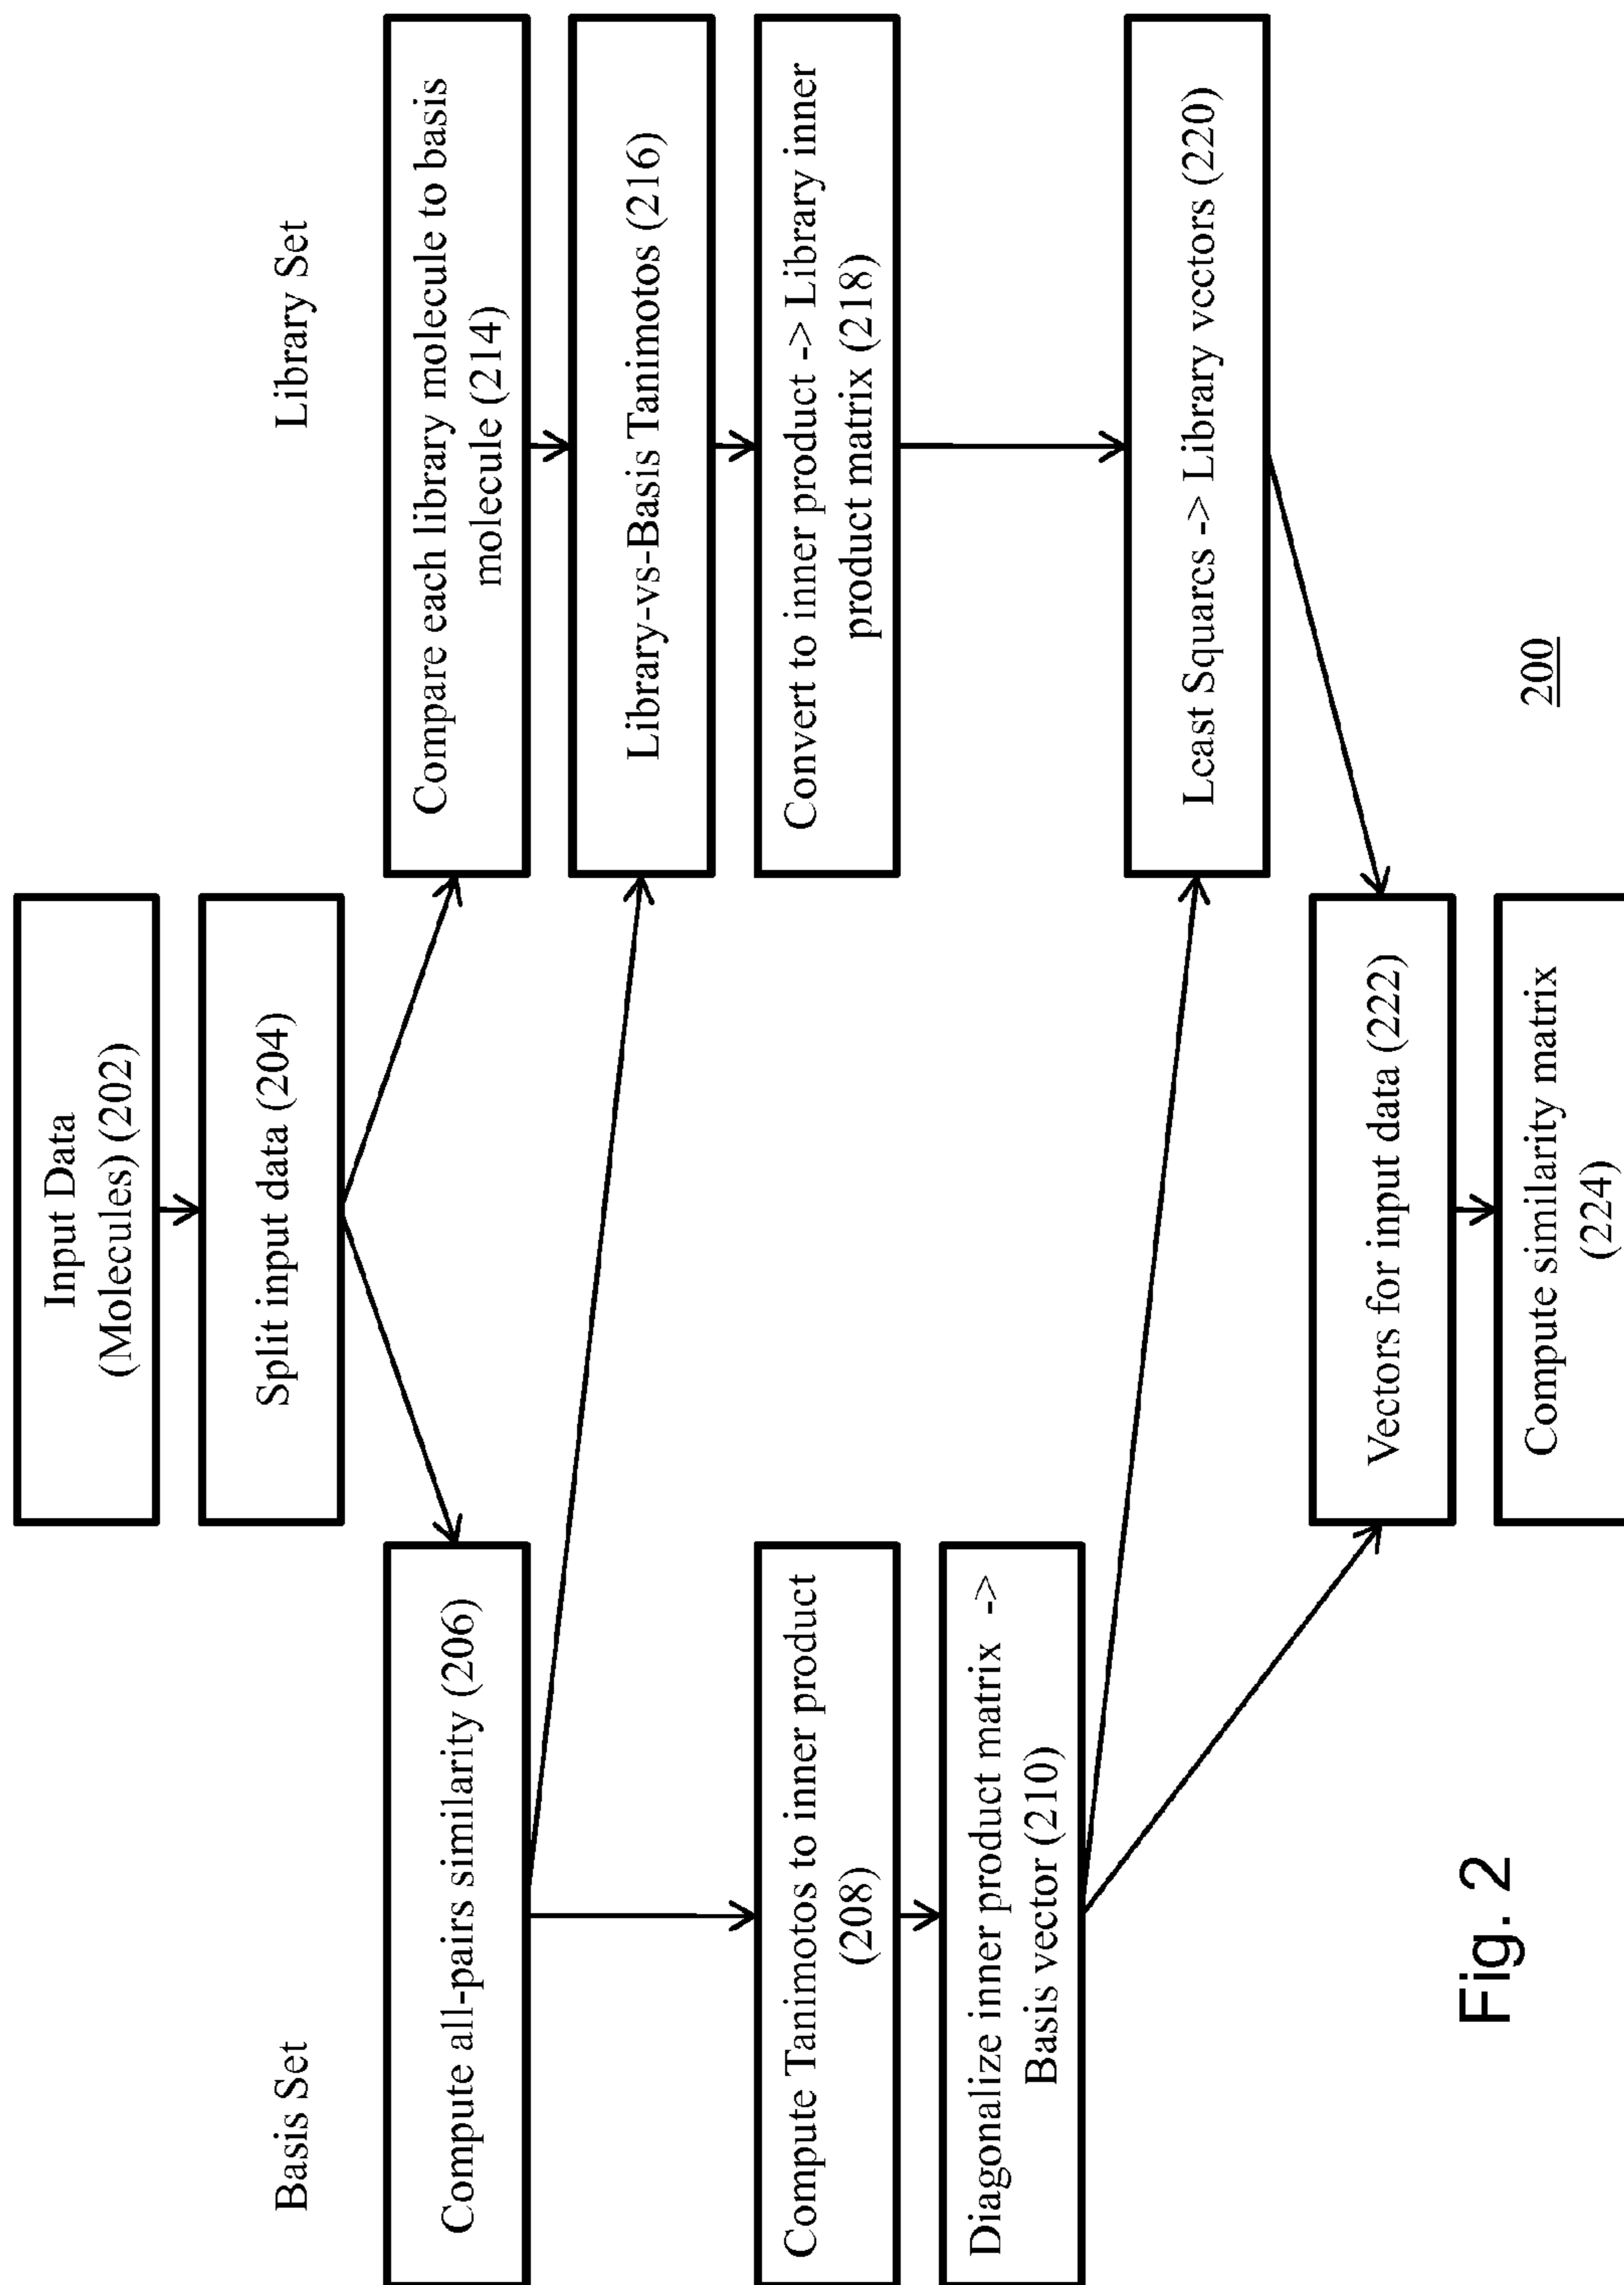 Input Data
(Molecules) (202)
Split input data (204)
Basis Set
Library Set
Compute all-pairs similarity (206)
Compare each library molecule to basis
molecule (214)
Library-vs-Basis Tanimotos (216)
Compute Tanimotos to inner product
(208)
Convert to inner product -> Library inner
product matrix (218)
Diagonalize inner product matrix ->
Basis vector (210)
Least Squares -> Library vectors (220)
Vectors for input data (222)
Compute similarity matrix
(224)
Fig. 2
200